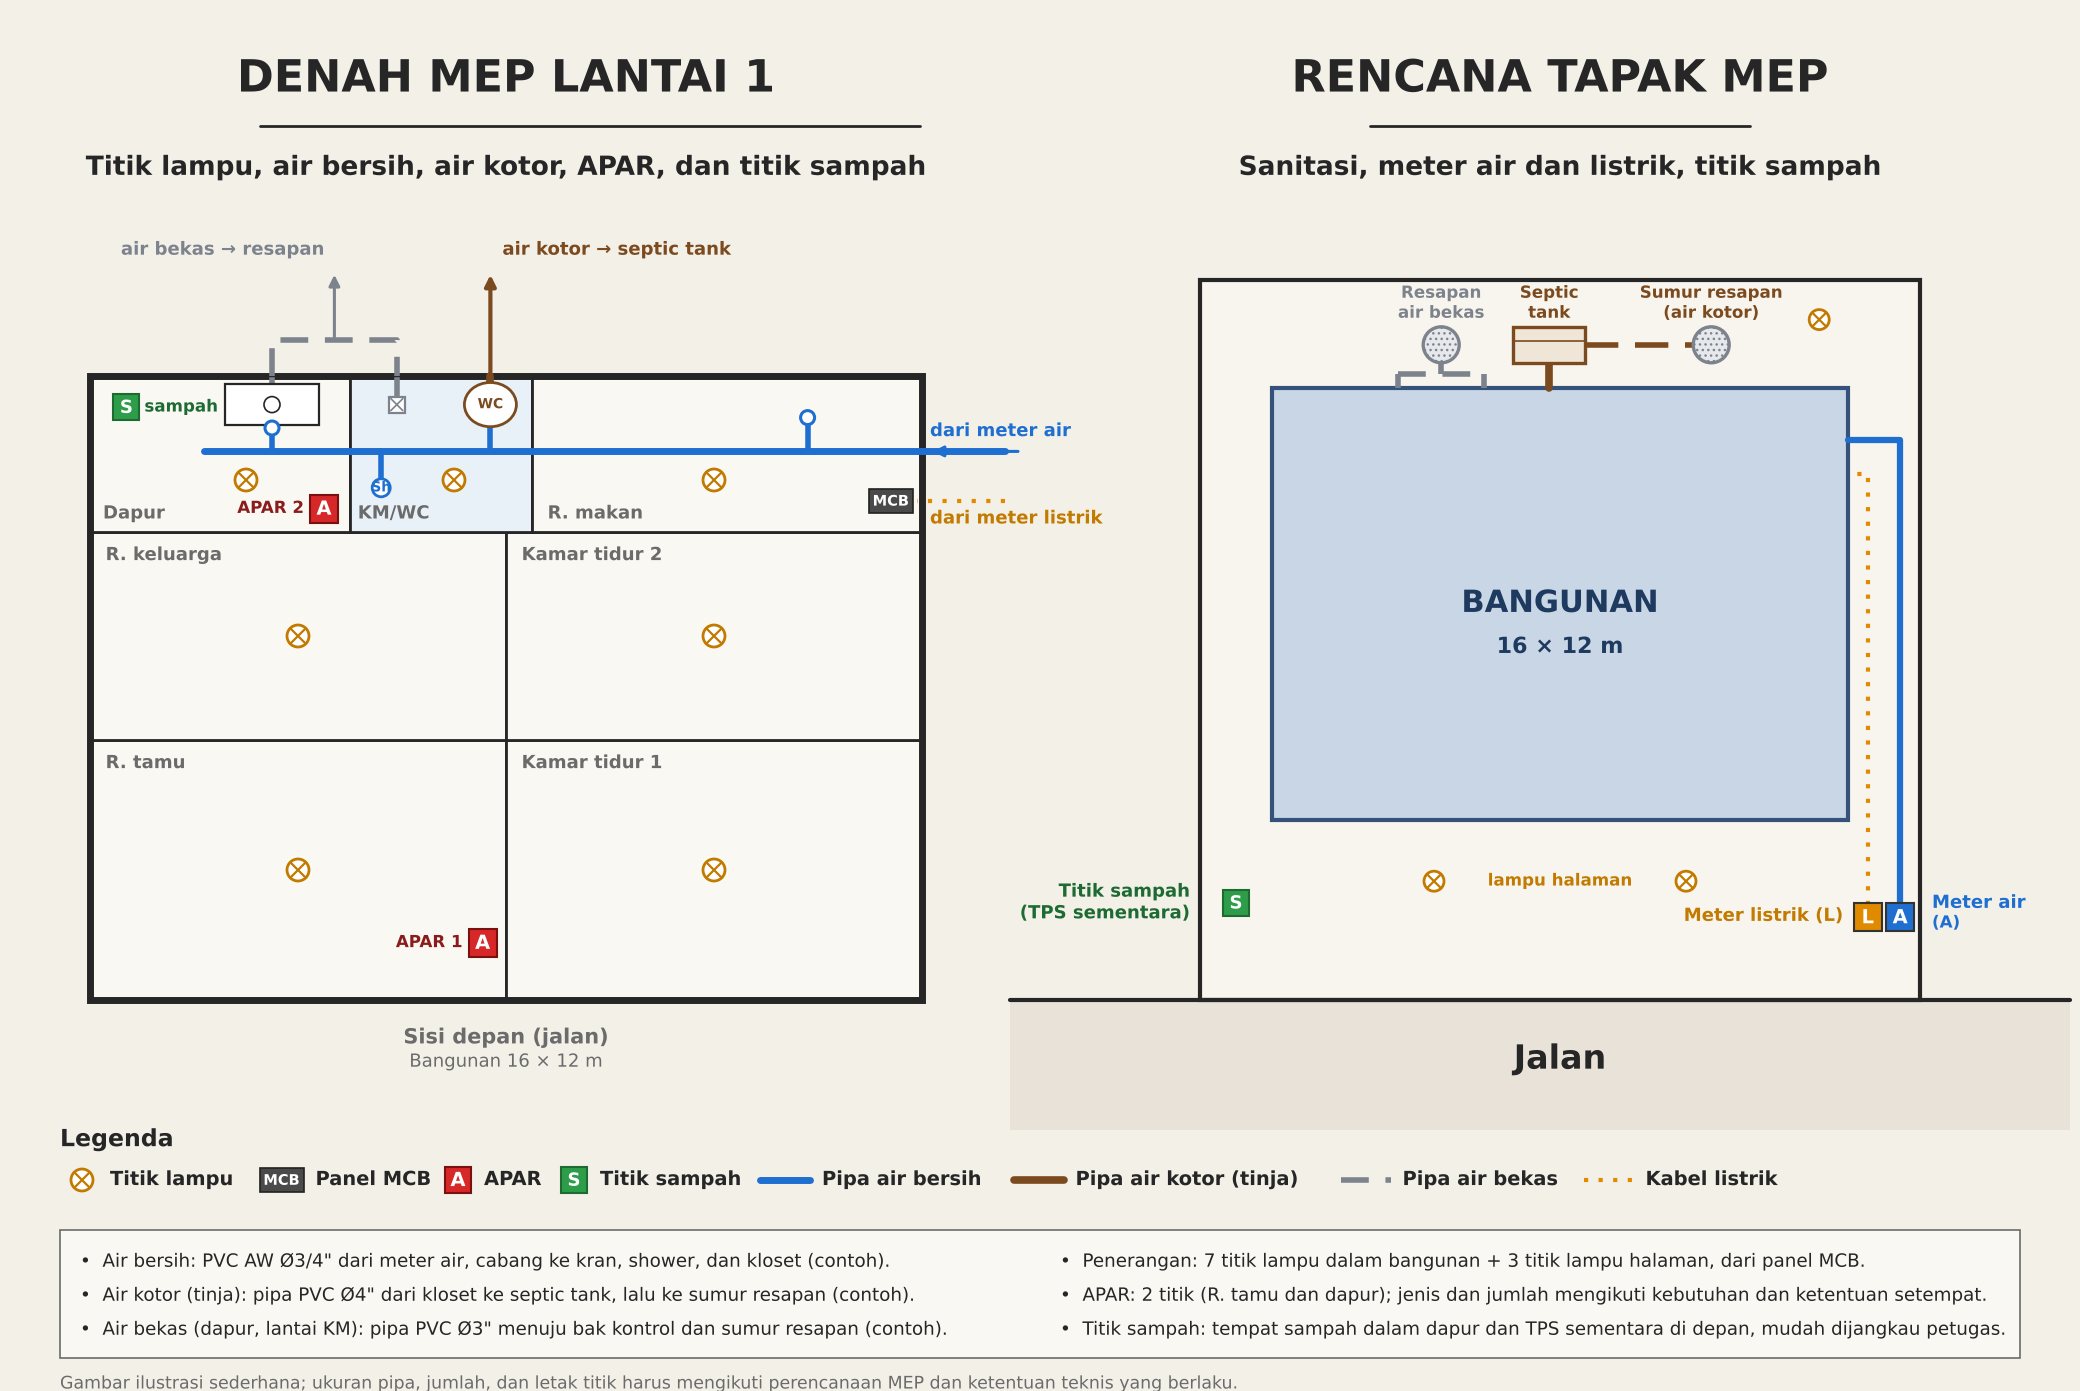 DENAH MEP LANTAI 1
Titik lampu, air bersih, air kotor, APAR, dan titik sampah
air bekas → resapan
air kotor → septic tank
S sampah
WC
dari meter air
Sh
MCB
dari meter listrik
APAR 2 A
Dapur
KM/WC
R. makan
R. keluarga
Kamar tidur 2
R. tamu
Kamar tidur 1
APAR 1 A
Sisi depan (jalan)
Bangunan 16 × 12 m
RENCANA TAPAK MEP
Sanitasi, meter air dan listrik, titik sampah
Resapan
air bekas
Septic
tank
Sumur resapan
(air kotor)
BANGUNAN
16 × 12 m
lampu halaman
Titik sampah
(TPS sementara)
S
Meter listrik (L)
L
A
Meter air
(A)
Jalan
Legenda
Titik lampu
MCB Panel MCB
A APAR
S Titik sampah
Pipa air bersih
Pipa air kotor (tinja)
Pipa air bekas
Kabel listrik
• Air bersih: PVC AW Ø3/4" dari meter air, cabang ke kran, shower, dan kloset (contoh).
• Air kotor (tinja): pipa PVC Ø4" dari kloset ke septic tank, lalu ke sumur resapan (contoh).
• Air bekas (dapur, lantai KM): pipa PVC Ø3" menuju bak kontrol dan sumur resapan (contoh).
• Penerangan: 7 titik lampu dalam bangunan + 3 titik lampu halaman, dari panel MCB.
• APAR: 2 titik (R. tamu dan dapur); jenis dan jumlah mengikuti kebutuhan dan ketentuan setempat.
• Titik sampah: tempat sampah dalam dapur dan TPS sementara di depan, mudah dijangkau petugas.
Gambar ilustrasi sederhana; ukuran pipa, jumlah, dan letak titik harus mengikuti perencanaan MEP dan ketentuan teknis yang berlaku.